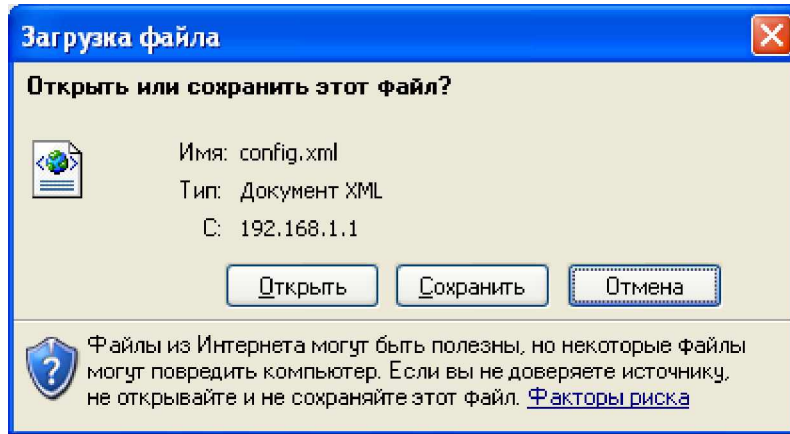 Загрузка файла
Открыть или сохранить этот файл?
Имя: config.xml
Тип: Документ XML
С: 192.168.1.1
Открыть Сохранить Отмена
Файлы из Интернета могут быть полезны, но некоторые файлы
могут повредить компьютер. Если вы не доверяете источнику,
не открывайте и не сохраняйте этот файл. Факторы риска